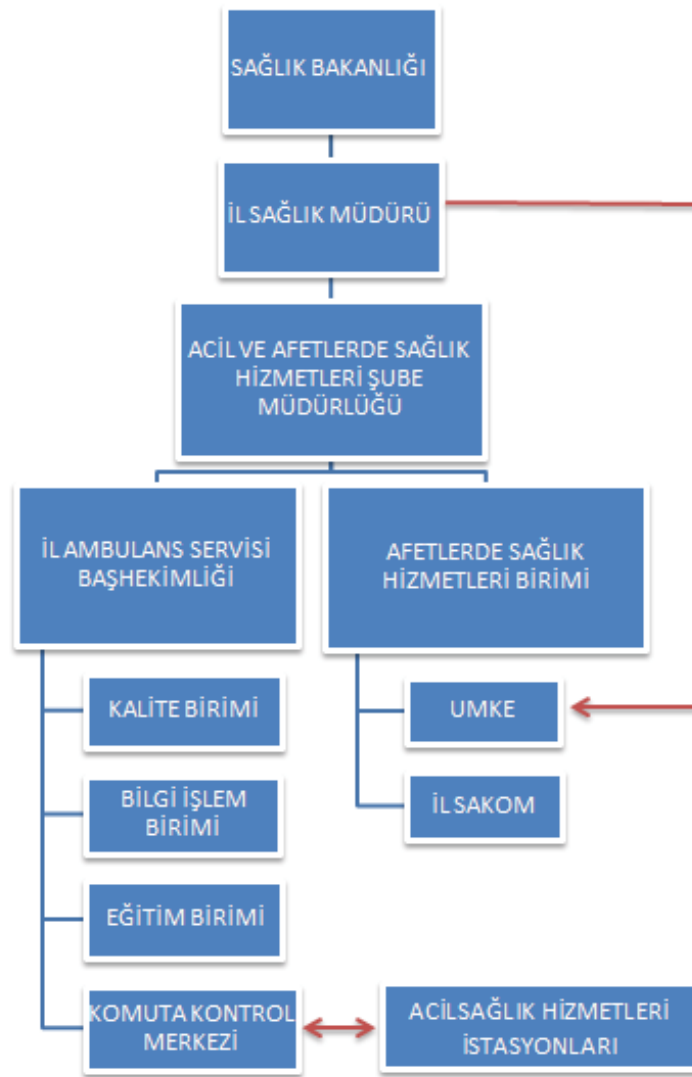 SAĞLIK BAKANLIĞI
İL SAĞLIK MÜDÜRÜ
ACİL VE AFETLERDE SAĞLIK
HİZMETLERİ ŞUBE
MÜDÜRLÜĞÜ
İL AMBULANS SERVİSİ
BAŞHEKİMLİĞİ
AFETLERDE SAĞLIK
HİZMETLERİ BİRİMİ
KALİTE BİRİMİ
BİLGİ İŞLEM
BİRİMİ
EĞİTİM BİRİMİ
KOMUTA KONTROL
MERKEZİ
UMKE
İL SAKOM
ACİLSAĞLIK HİZMETLERİ
İSTASYONLARI